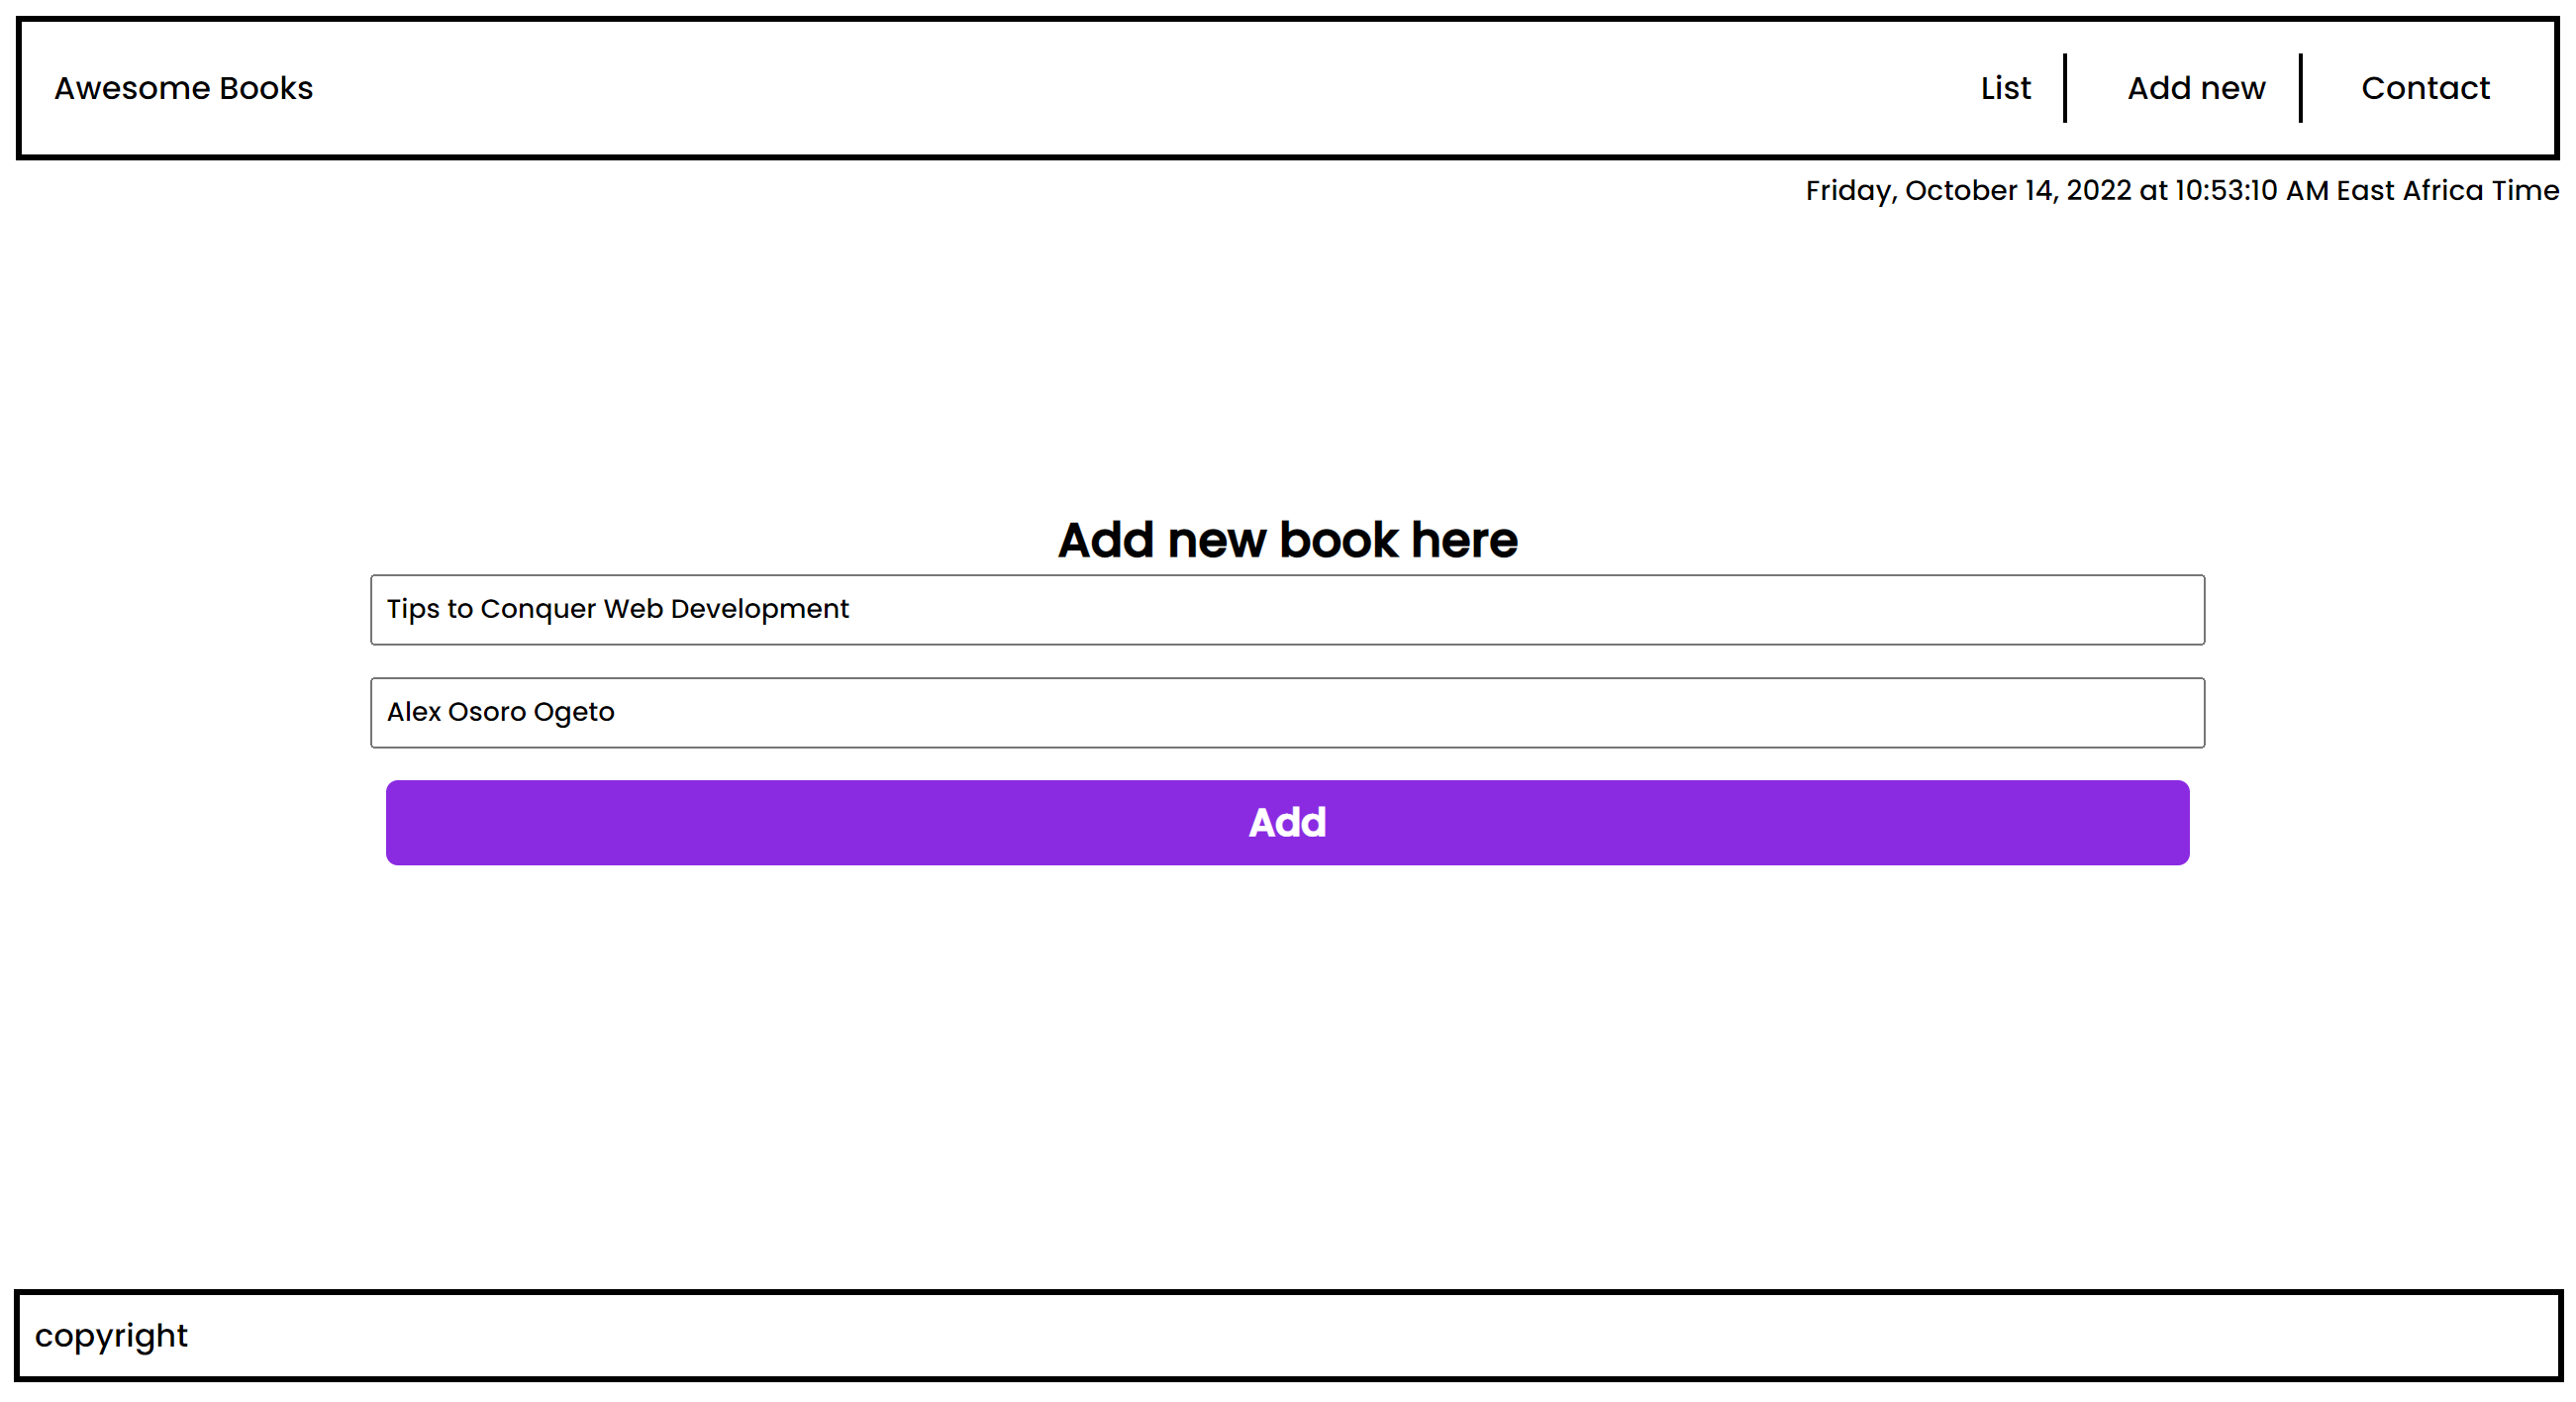 Awesome Books List Add new Contact
Friday, October 14, 2022 at 10:53:10 AM East Africa Time
Add new book here
Tips to Conquer Web Development
Alex Osoro Ogeto
Add
copyright